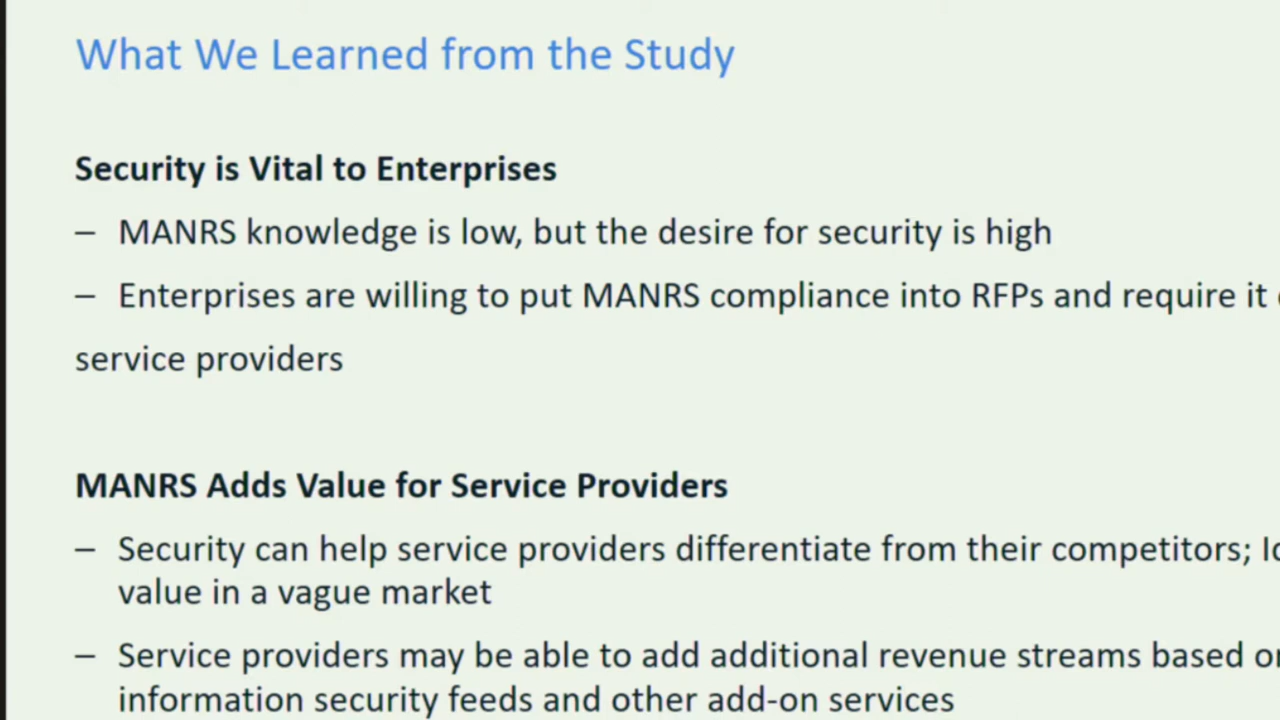 What We Learned from the Study
Security is Vital to Enterprises
– MANRS knowledge is low, but the desire for security is high
– Enterprises are willing to put MANRS compliance into RFPs and require it
service providers
MANRS Adds Value for Service Providers
– Security can help service providers differentiate from their competitors;
value in a vague market
– Service providers may be able to add additional revenue streams based
information security feeds and other add-on services